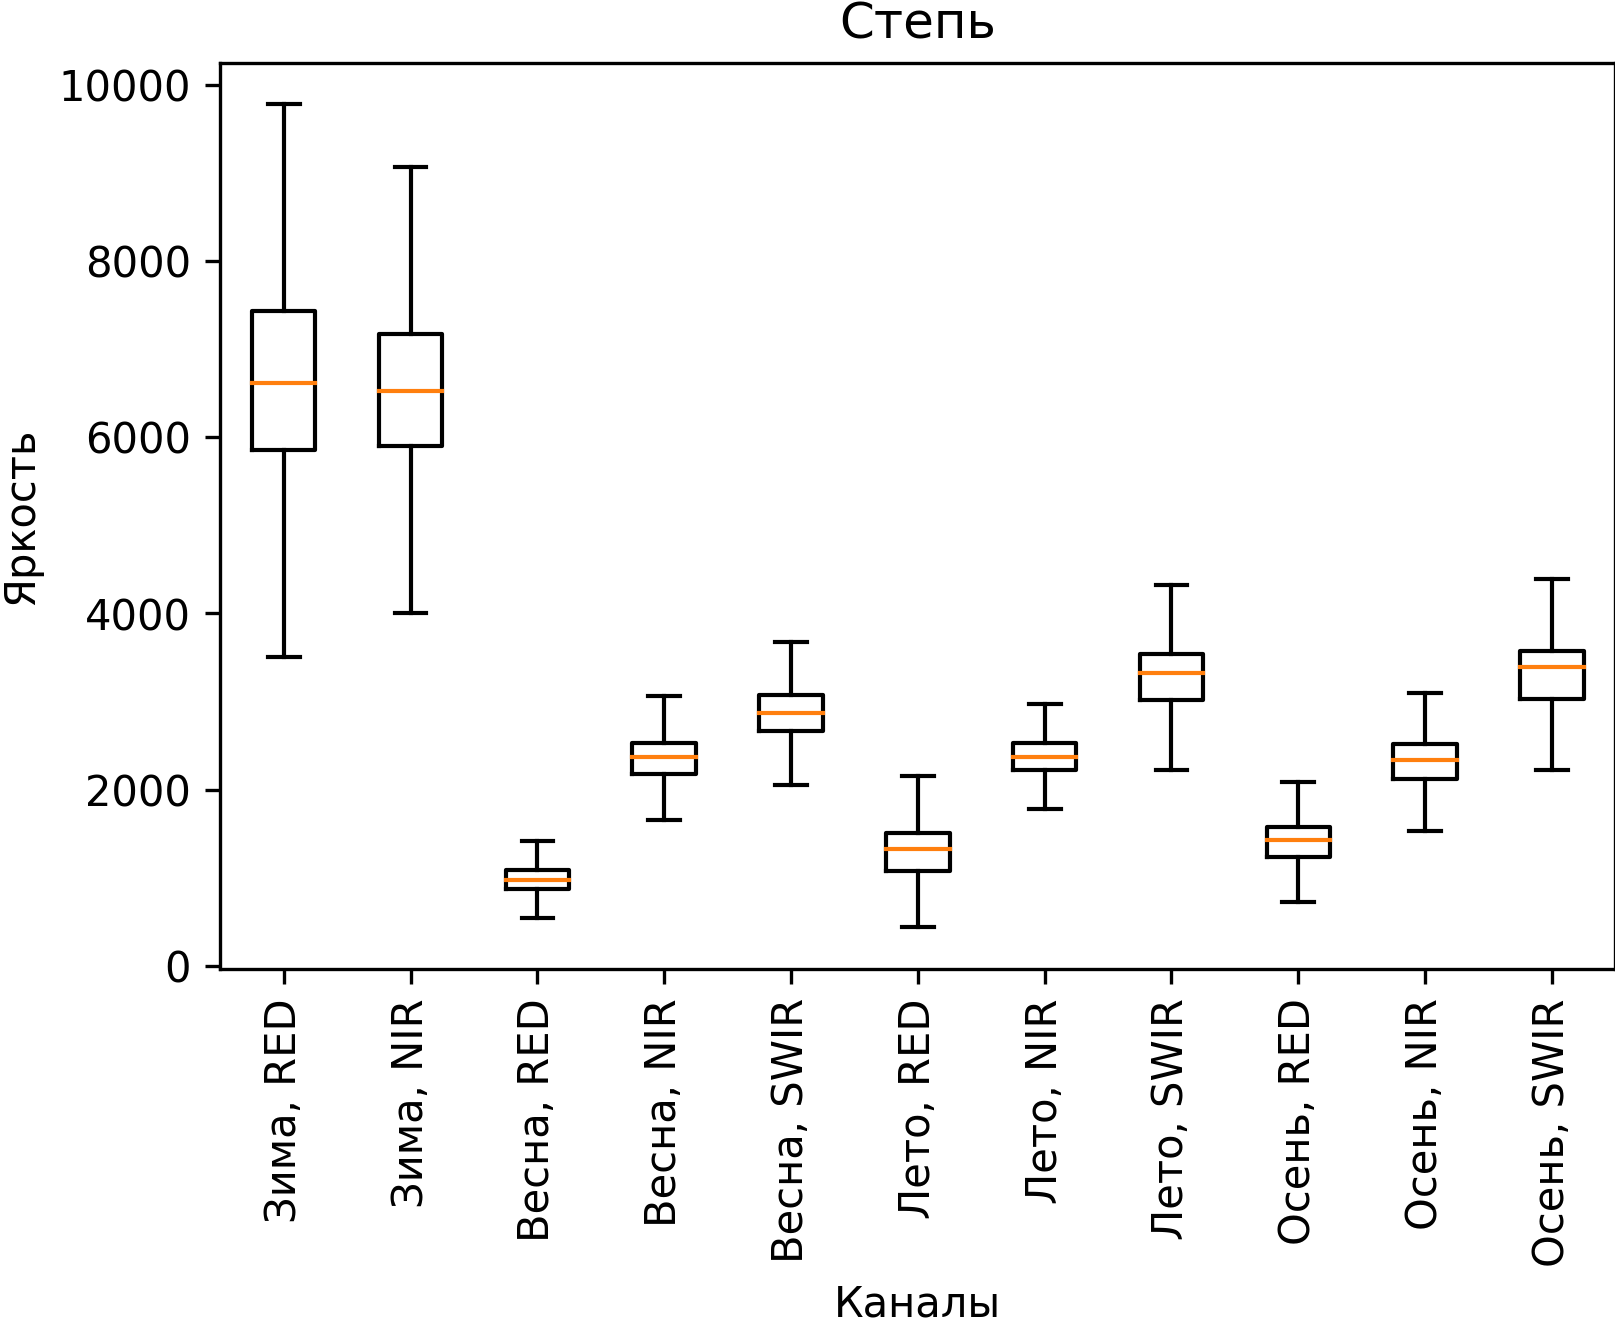 Степь
10000
8000
6000
4000
2000
0
Яркость
Зима, RED
Зима, NIR
Весна, RED
Весна, NIR
Весна, SWIR
Лето, RED
Лето, NIR
Лето, SWIR
Осень, RED
Осень, NIR
Осень, SWIR
Каналы